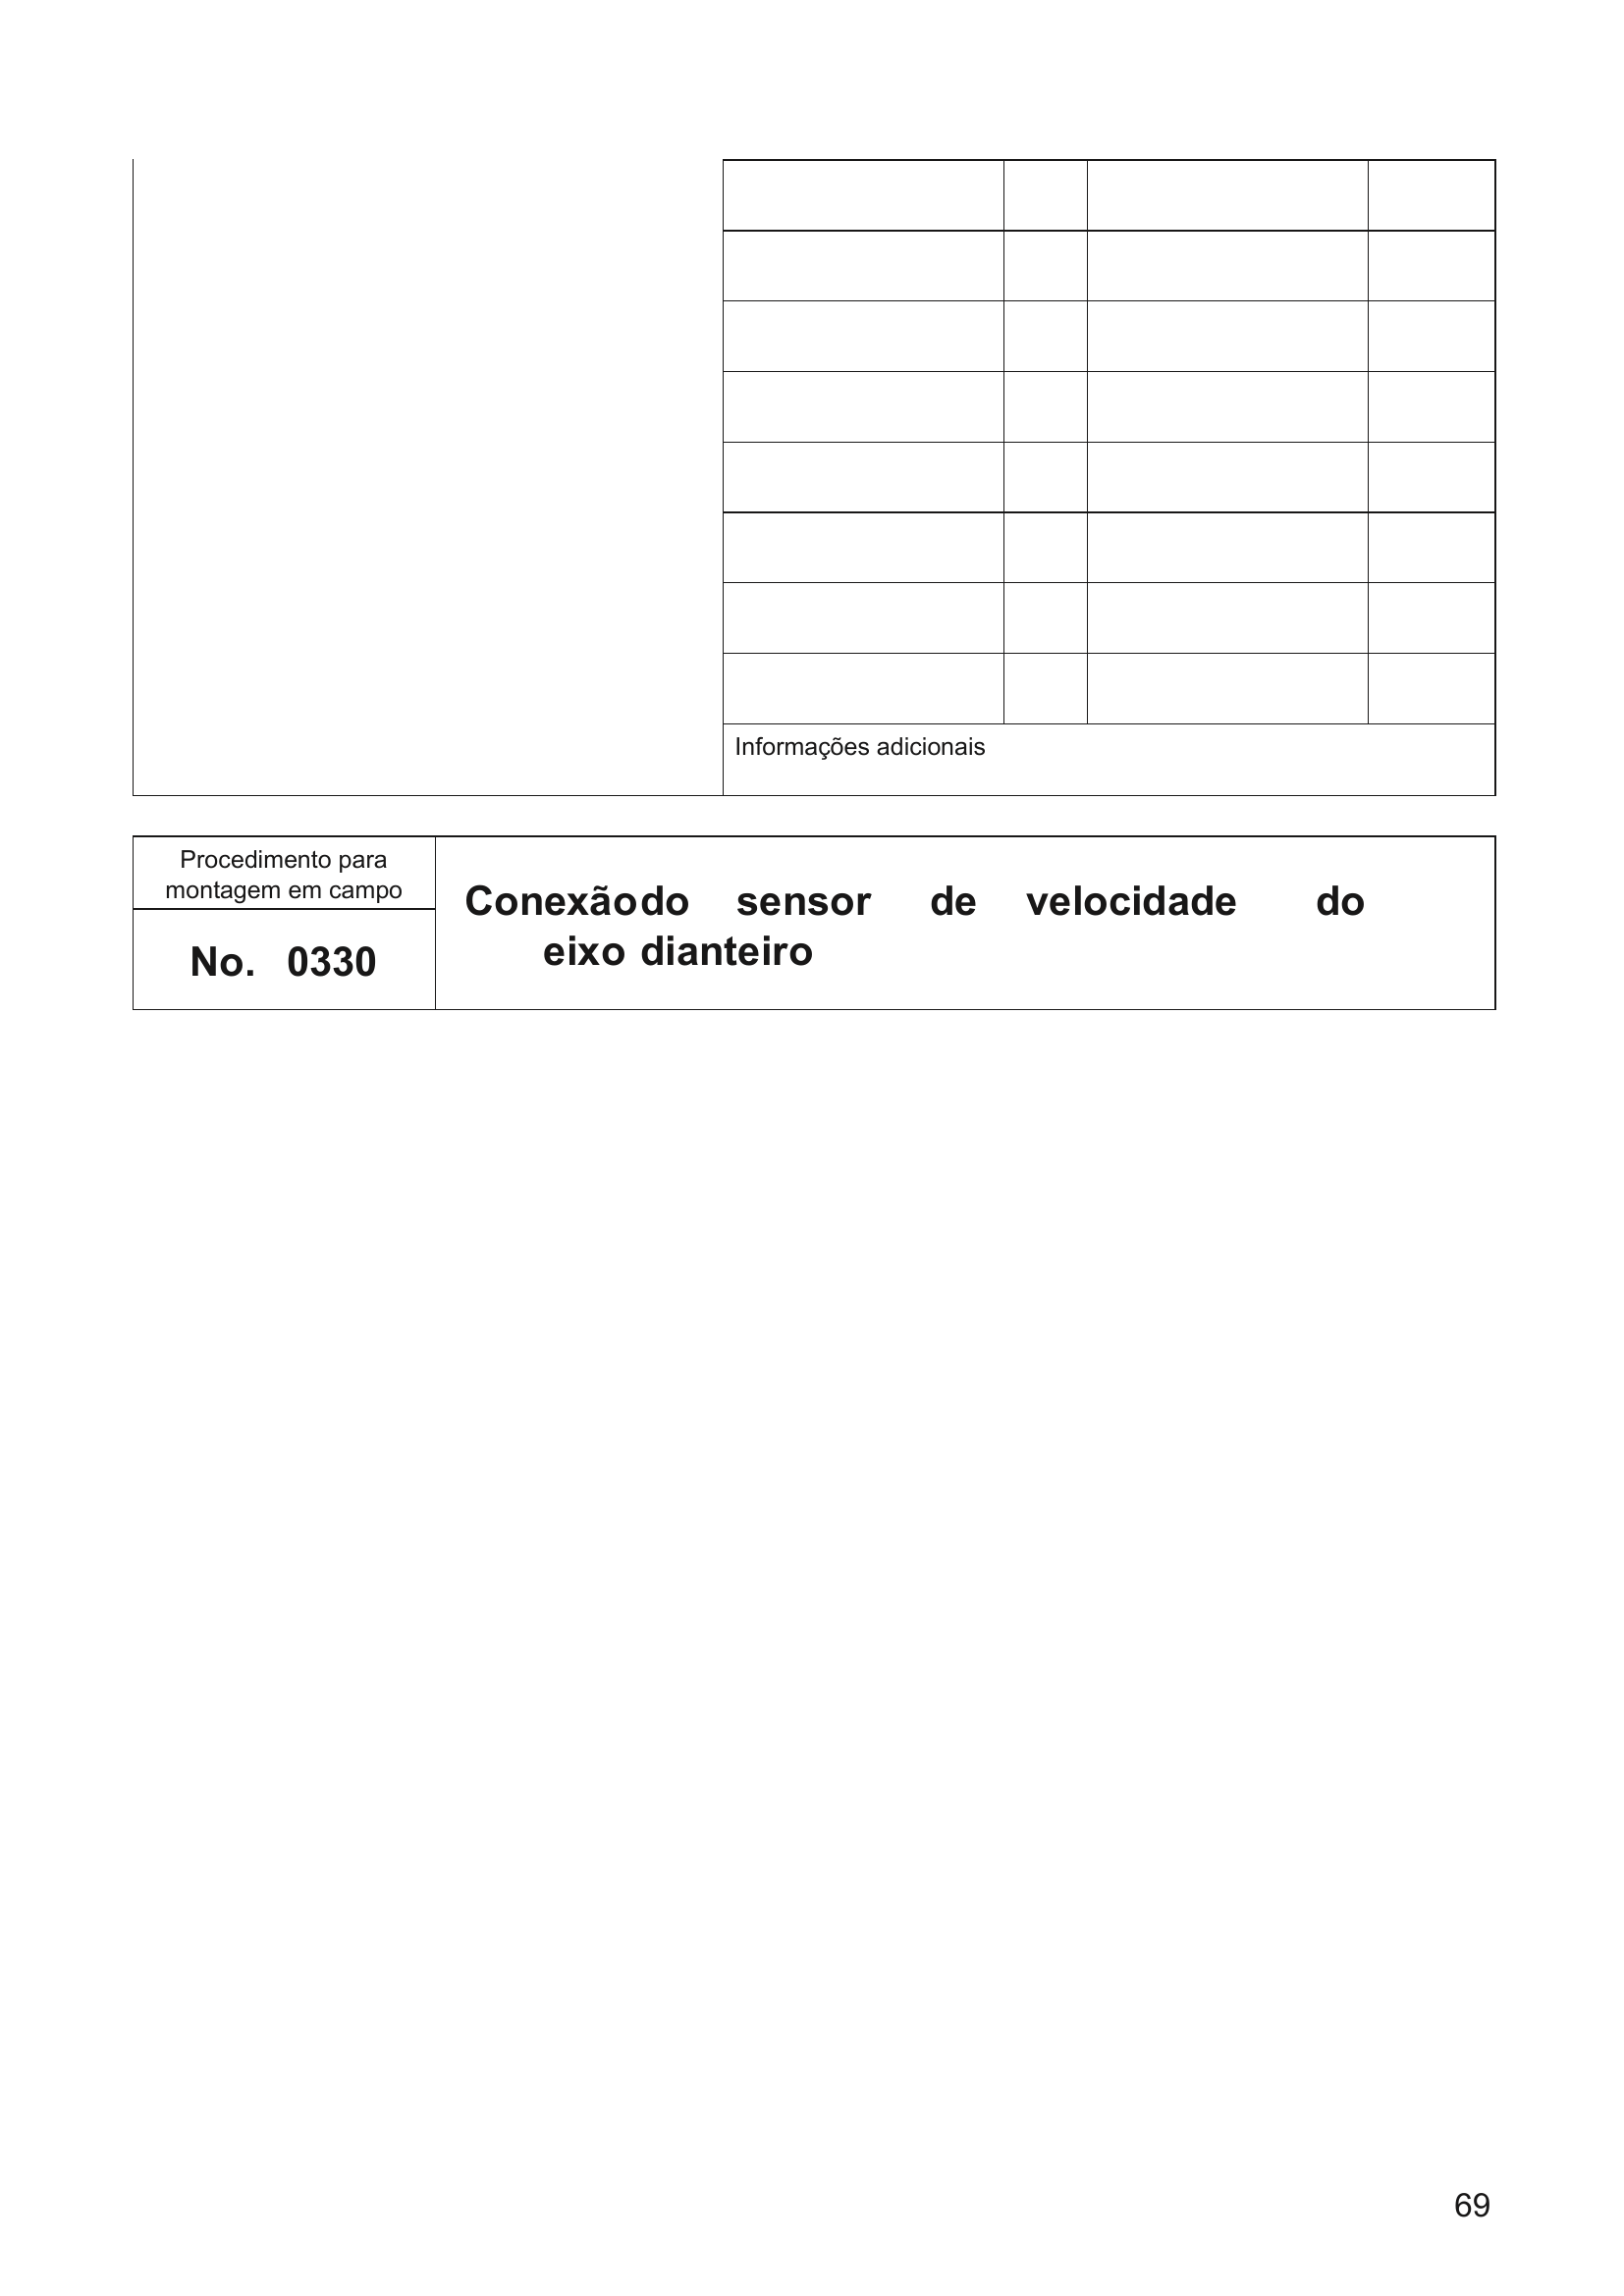 Informações adicionais
Procedimento para
montagem em campo
No. 0330
Conexãodo sensor de velocidade do
eixo dianteiro
69